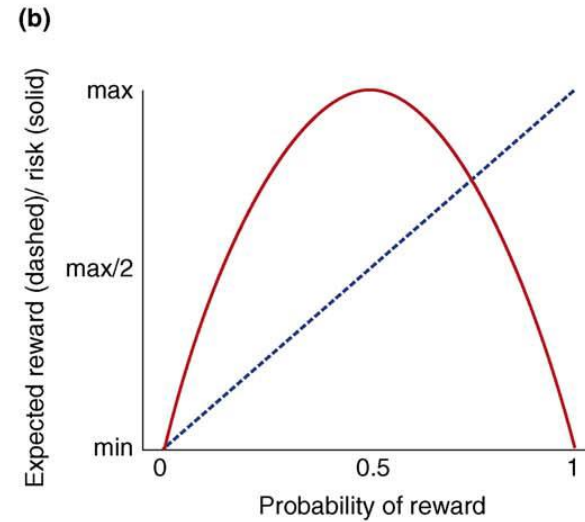 (b)
Expected reward (dashed)/ risk (solid)
max
max/2
min
0 0.5 1
Probability of reward